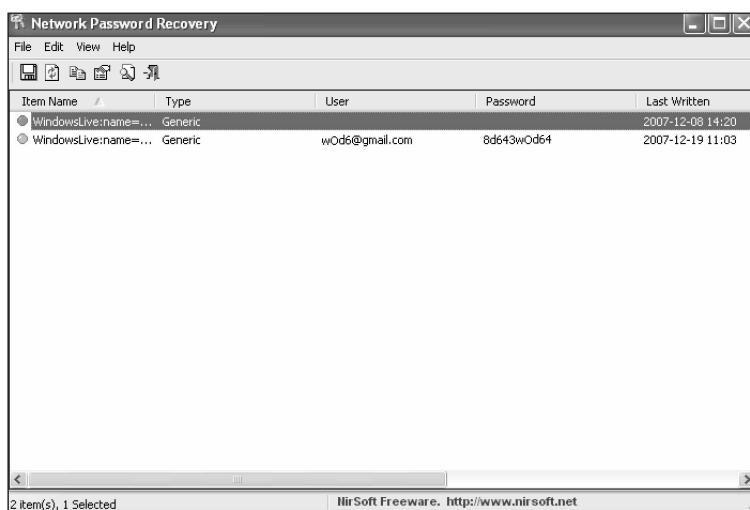 Network Password Recovery
File Edit View Help
Item Name Type User Password Last Written
WindowsLive:name=... Generic 2007-12-08 14:20
WindowsLive:name=... Generic wOd6@gmail.com 8d643wOd64 2007-12-19 11:03
2 item(s), 1 Selected NirSoft Freeware. http://www.nirsoft.net